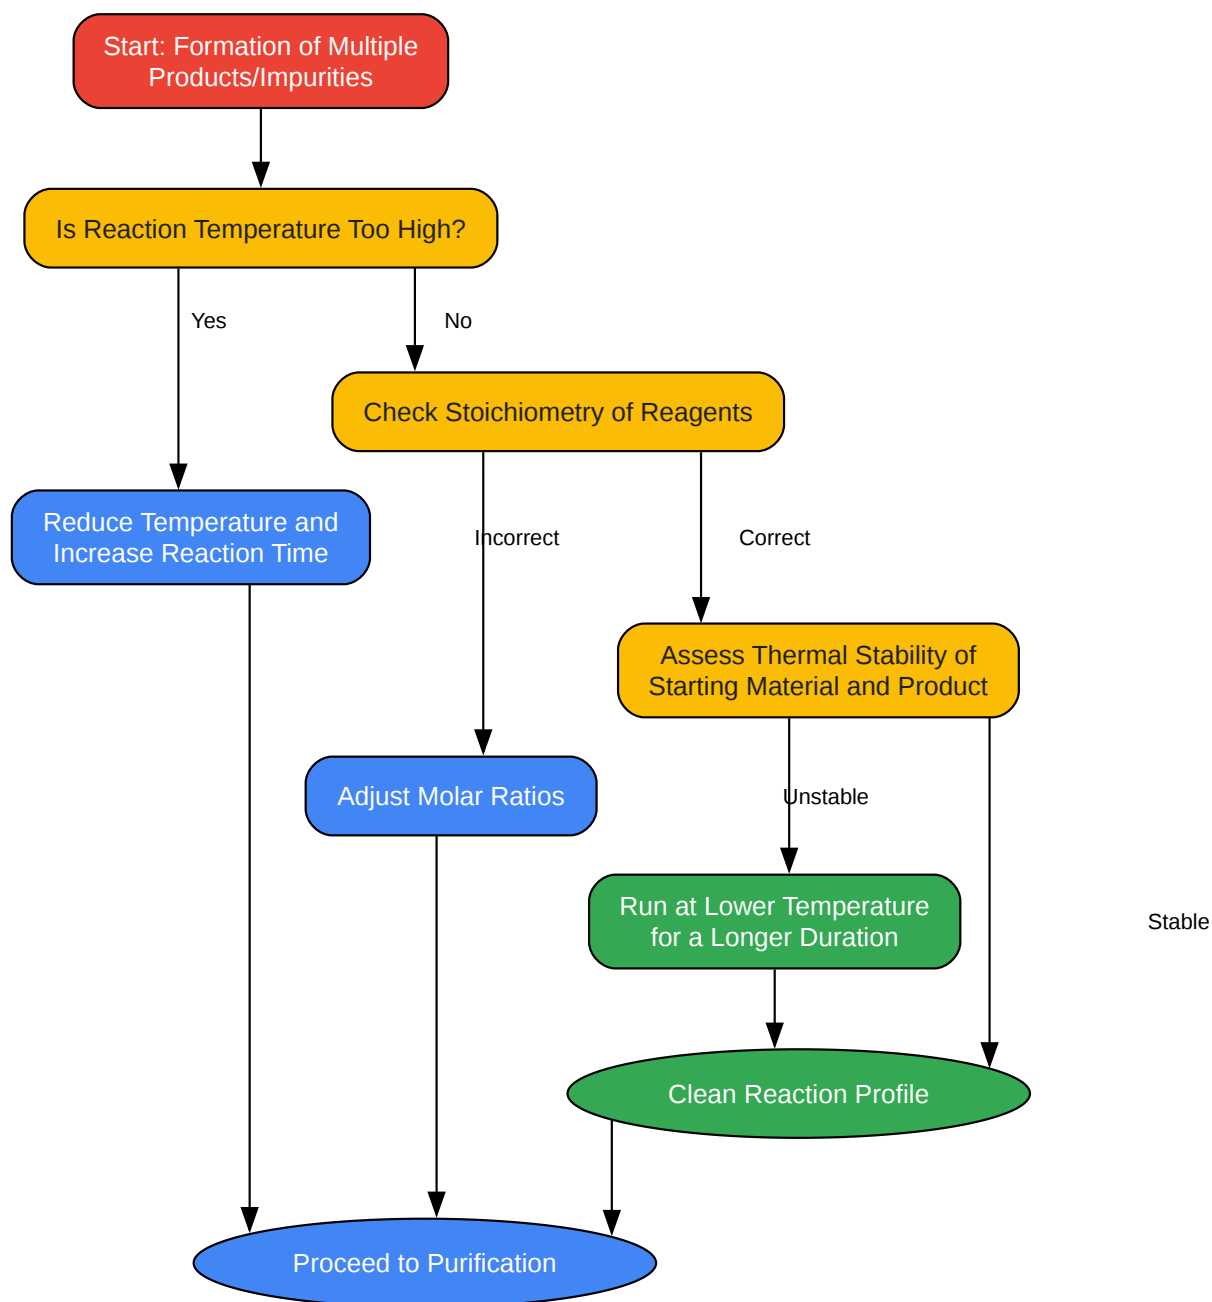 Start: Formation of Multiple
Products/Impurities
Is Reaction Temperature Too High?
Yes
No
Check Stoichiometry of Reagents
Reduce Temperature and
Increase Reaction Time
Incorrect
Correct
Assess Thermal Stability of
Starting Material and Product
Adjust Molar Ratios
Unstable
Run at Lower Temperature
for a Longer Duration
Stable
Clean Reaction Profile
Proceed to Purification